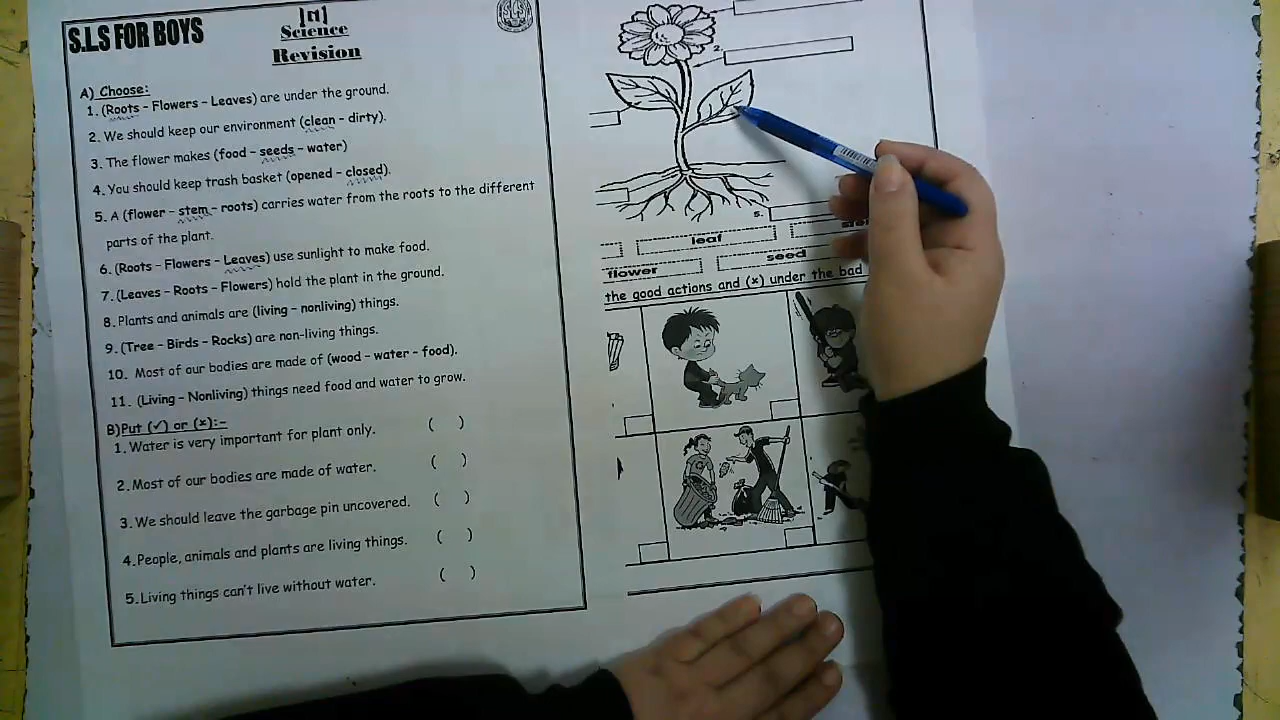 S.L.S FOR BOYS
[1]
Science
Revision
A) Choose:
1. (Roots – Flowers – Leaves) are under the ground.
2. We should keep our environment (clean – dirty).
3. The flower makes (food – seeds – water)
4. You should keep trash basket (opened – closed).
5. A (flower – stem – roots) carries water from the roots to the different
parts of the plant.
6. (Roots – Flowers – Leaves) use sunlight to make food.
7. (Leaves – Roots – Flowers) hold the plant in the ground.
8. Plants and animals are (living – nonliving) things.
9. (Tree – Birds – Rocks) are non-living things.
10. Most of our bodies are made of (wood – water – food).
11. (Living – Nonliving) things need food and water to grow.
B)Put (✓) or (×):-
1. Water is very important for plant only. ( )
2. Most of our bodies are made of water. ( )
3. We should leave the garbage pin uncovered. ( )
4. People, animals and plants are living things. ( )
5. Living things can't live without water. ( )
2.
5.
leaf
flower
seed
the good actions and (×) under the bad